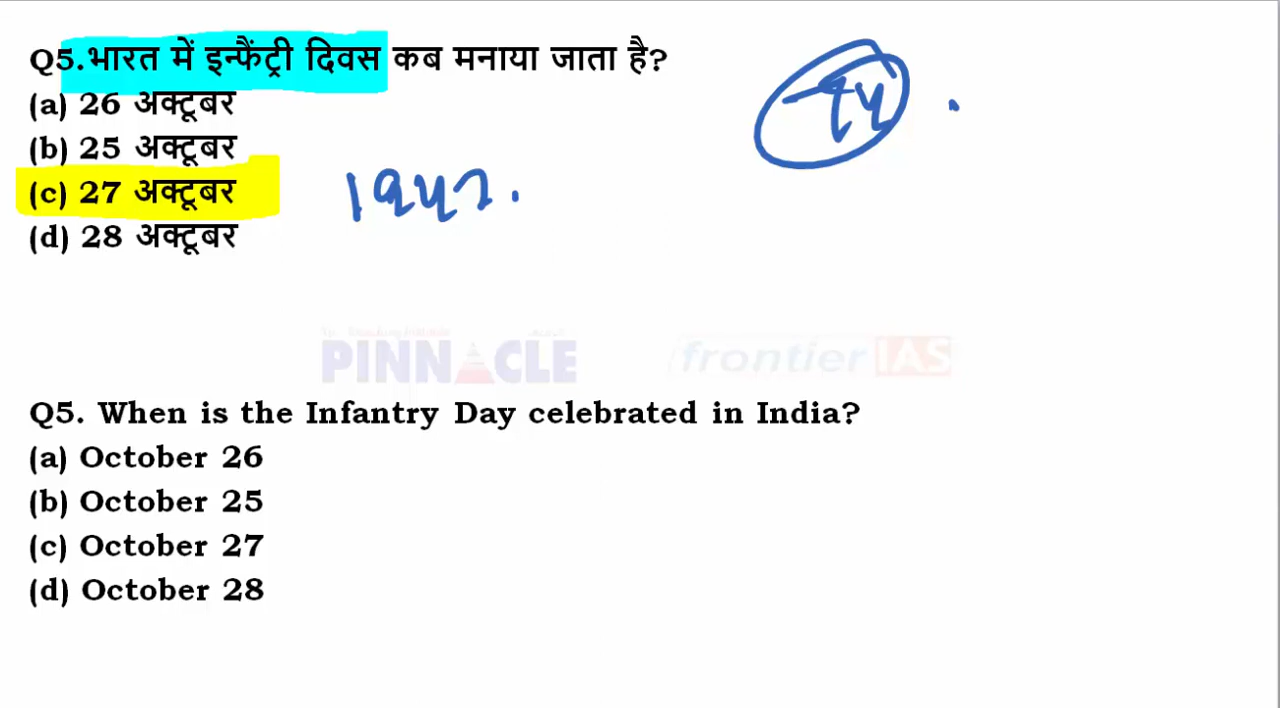 Q5.भारत में इन्फैंट्री दिवस कब मनाया जाता है?
(a) 26 अक्टूबर
(b) 25 अक्टूबर
(c) 27 अक्टूबर
1947.
(d) 28 अक्टूबर
PINNACLE
frontier IAS
Q5. When is the Infantry Day celebrated in India?
(a) October 26
(b) October 25
(c) October 27
(d) October 28